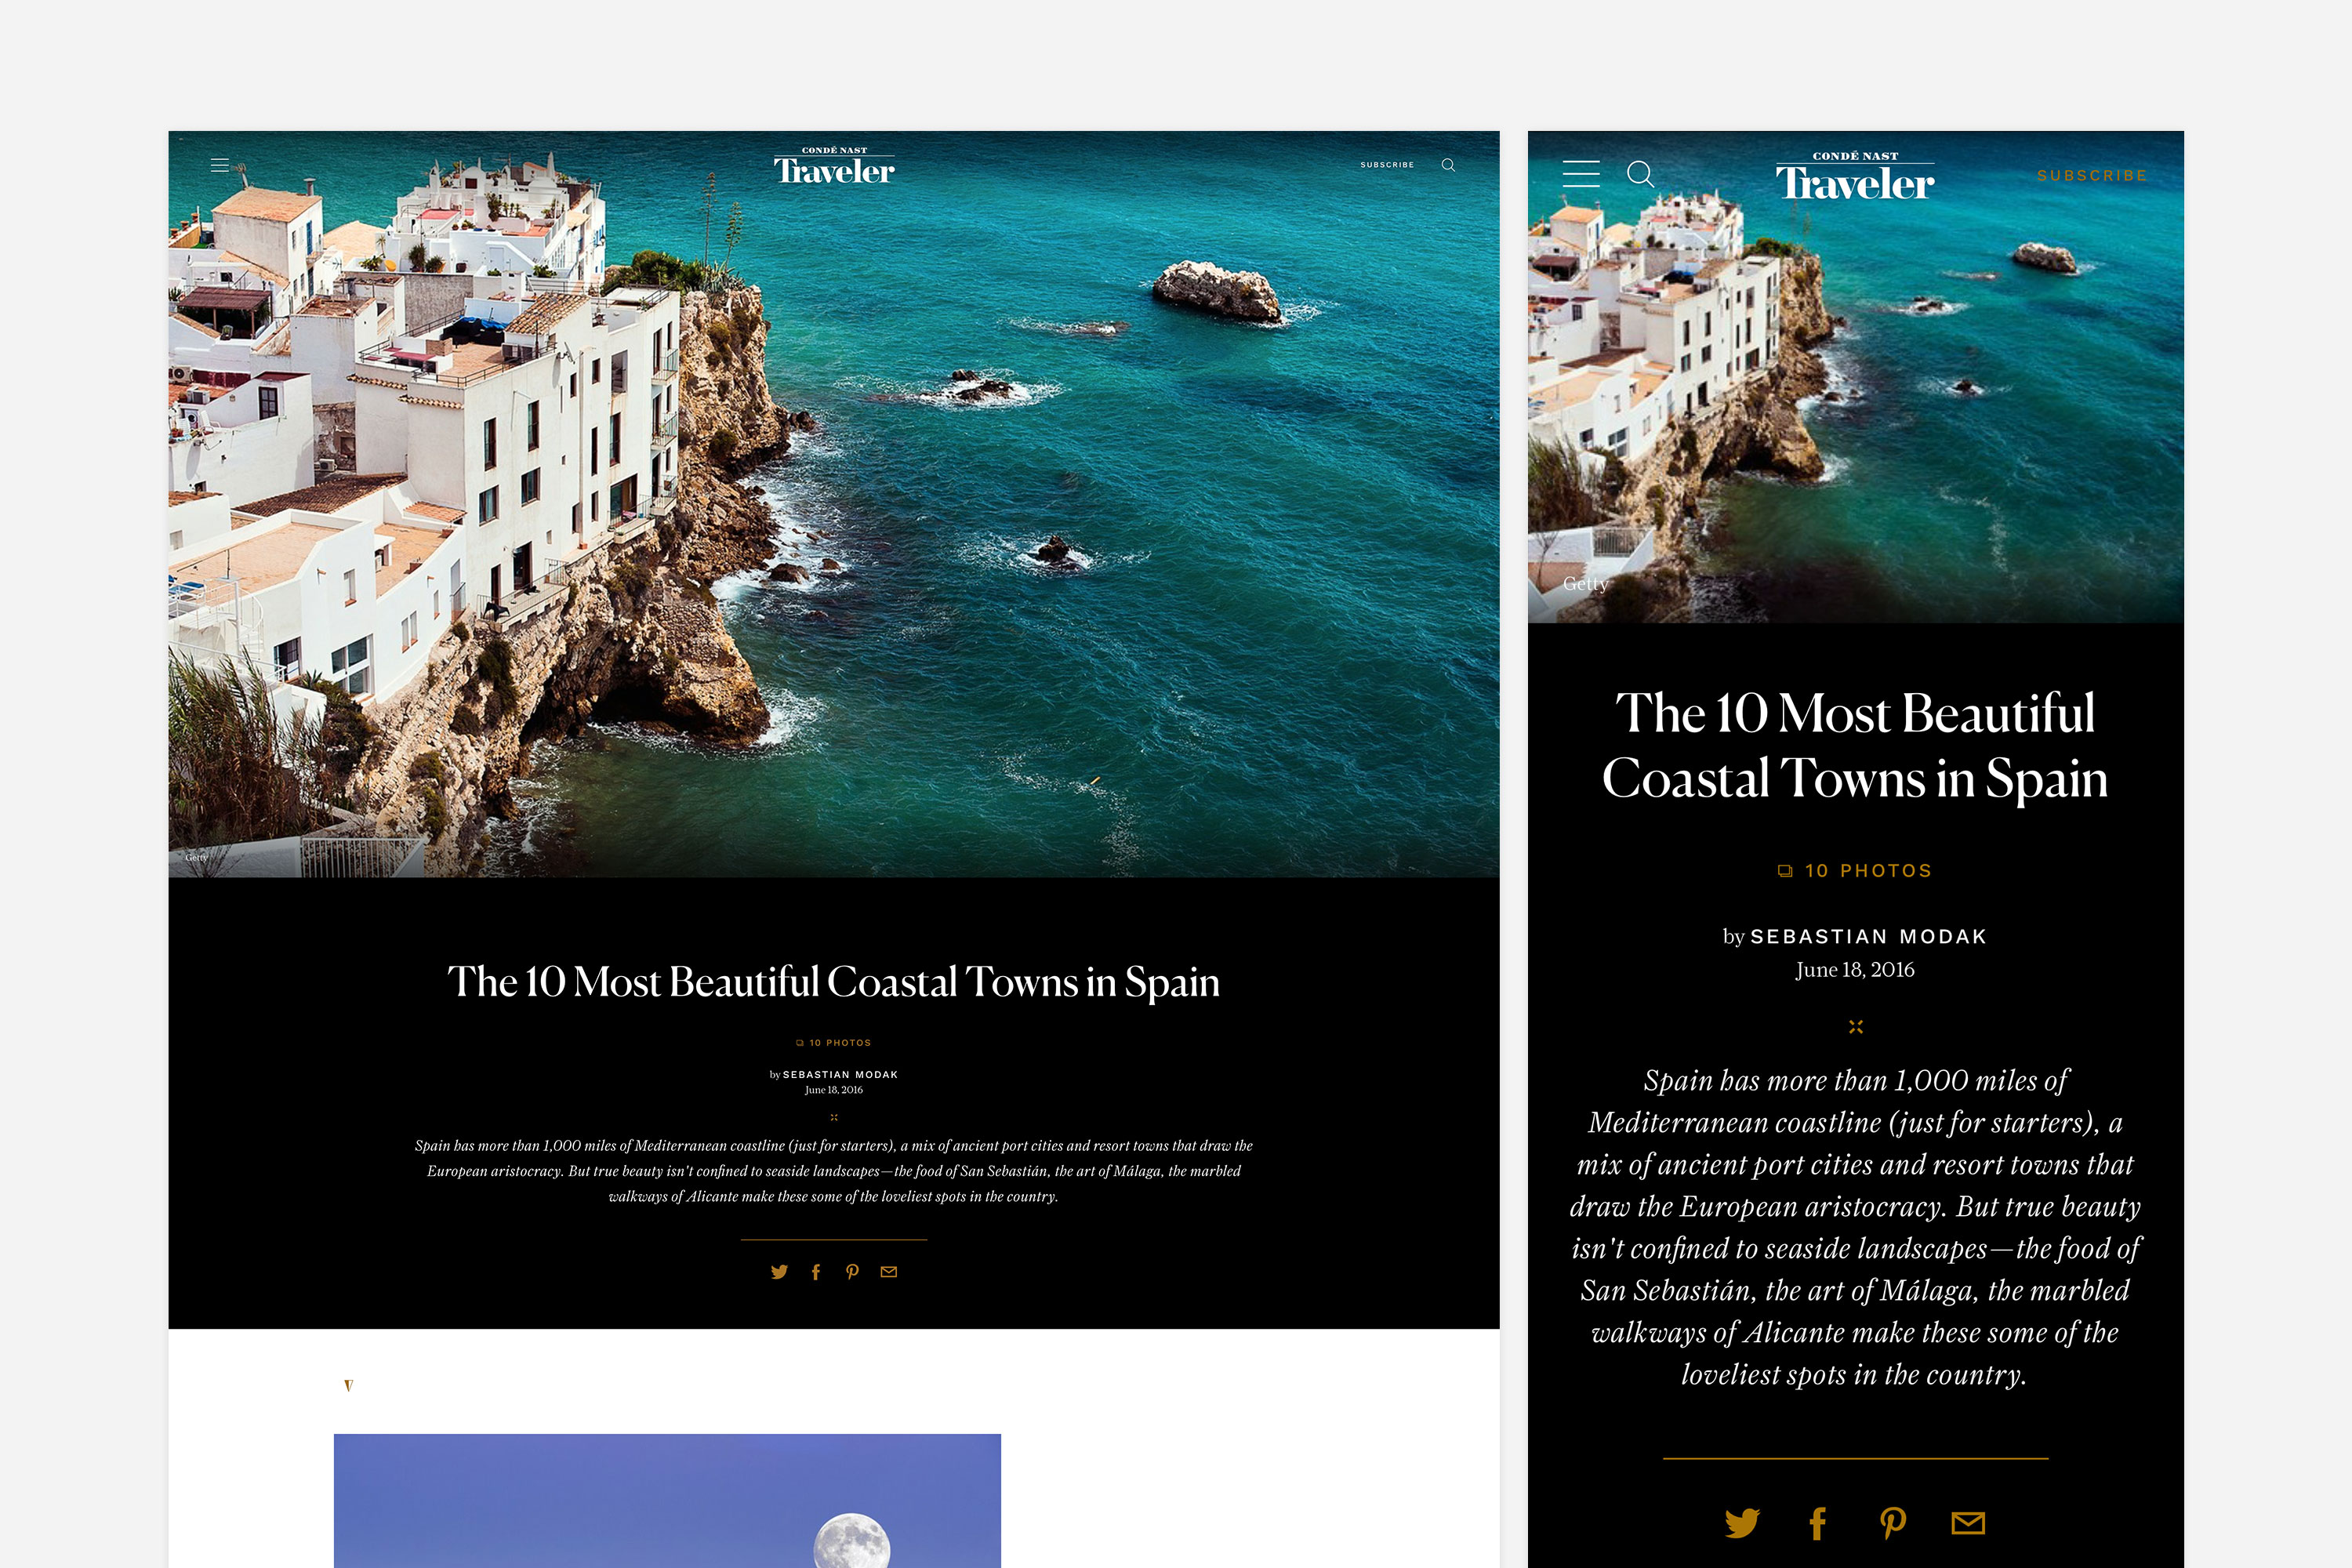 CONDÉ NAST
Traveler
SUBSCRIBE
Getty
The 10 Most Beautiful Coastal Towns in Spain
10 PHOTOS
by SEBASTIAN MODAK
June 18, 2016
Spain has more than 1,000 miles of Mediterranean coastline (just for starters), a mix of ancient port cities and resort towns that draw the
European aristocracy. But true beauty isn't confined to seaside landscapes—the food of San Sebastián, the art of Málaga, the marbled
walkways of Alicante make these some of the loveliest spots in the country.
CONDÉ NAST
Traveler
SUBSCRIBE
Getty
The 10 Most Beautiful
Coastal Towns in Spain
10 PHOTOS
by SEBASTIAN MODAK
June 18, 2016
Spain has more than 1,000 miles of
Mediterranean coastline (just for starters), a
mix of ancient port cities and resort towns that
draw the European aristocracy. But true beauty
isn't confined to seaside landscapes—the food of
San Sebastián, the art of Málaga, the marbled
walkways of Alicante make these some of the
loveliest spots in the country.